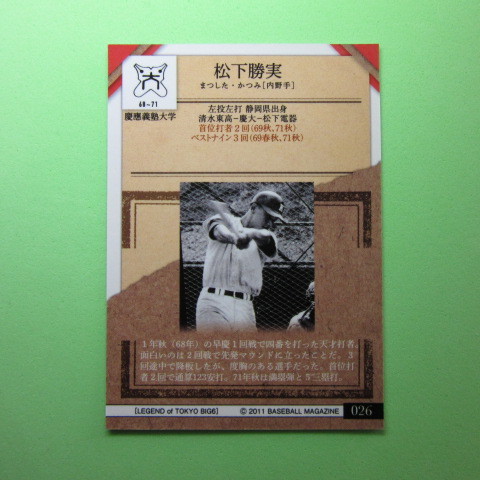 松下勝実
まつした・かつみ[内野手]
大
68~71
慶應義塾大学
左投左打 静岡県出身
清水東高ー慶大ー松下電器
首位打者2回(69秋、71秋)
ベストナイン3回(69春秋、71秋)
1年秋(68年)の早慶1回戦で四番を打った天才打者。
面白いのは2回戦で先発マウンドに立ったことだ。3
回途中で降板したが、度胸のある選手だった。首位打
者2回で通算123安打。71年秋は満塁弾と5三塁打。
[LEGEND of TOKYO BIG6]
© 2011 BASEBALL MAGAZINE
026